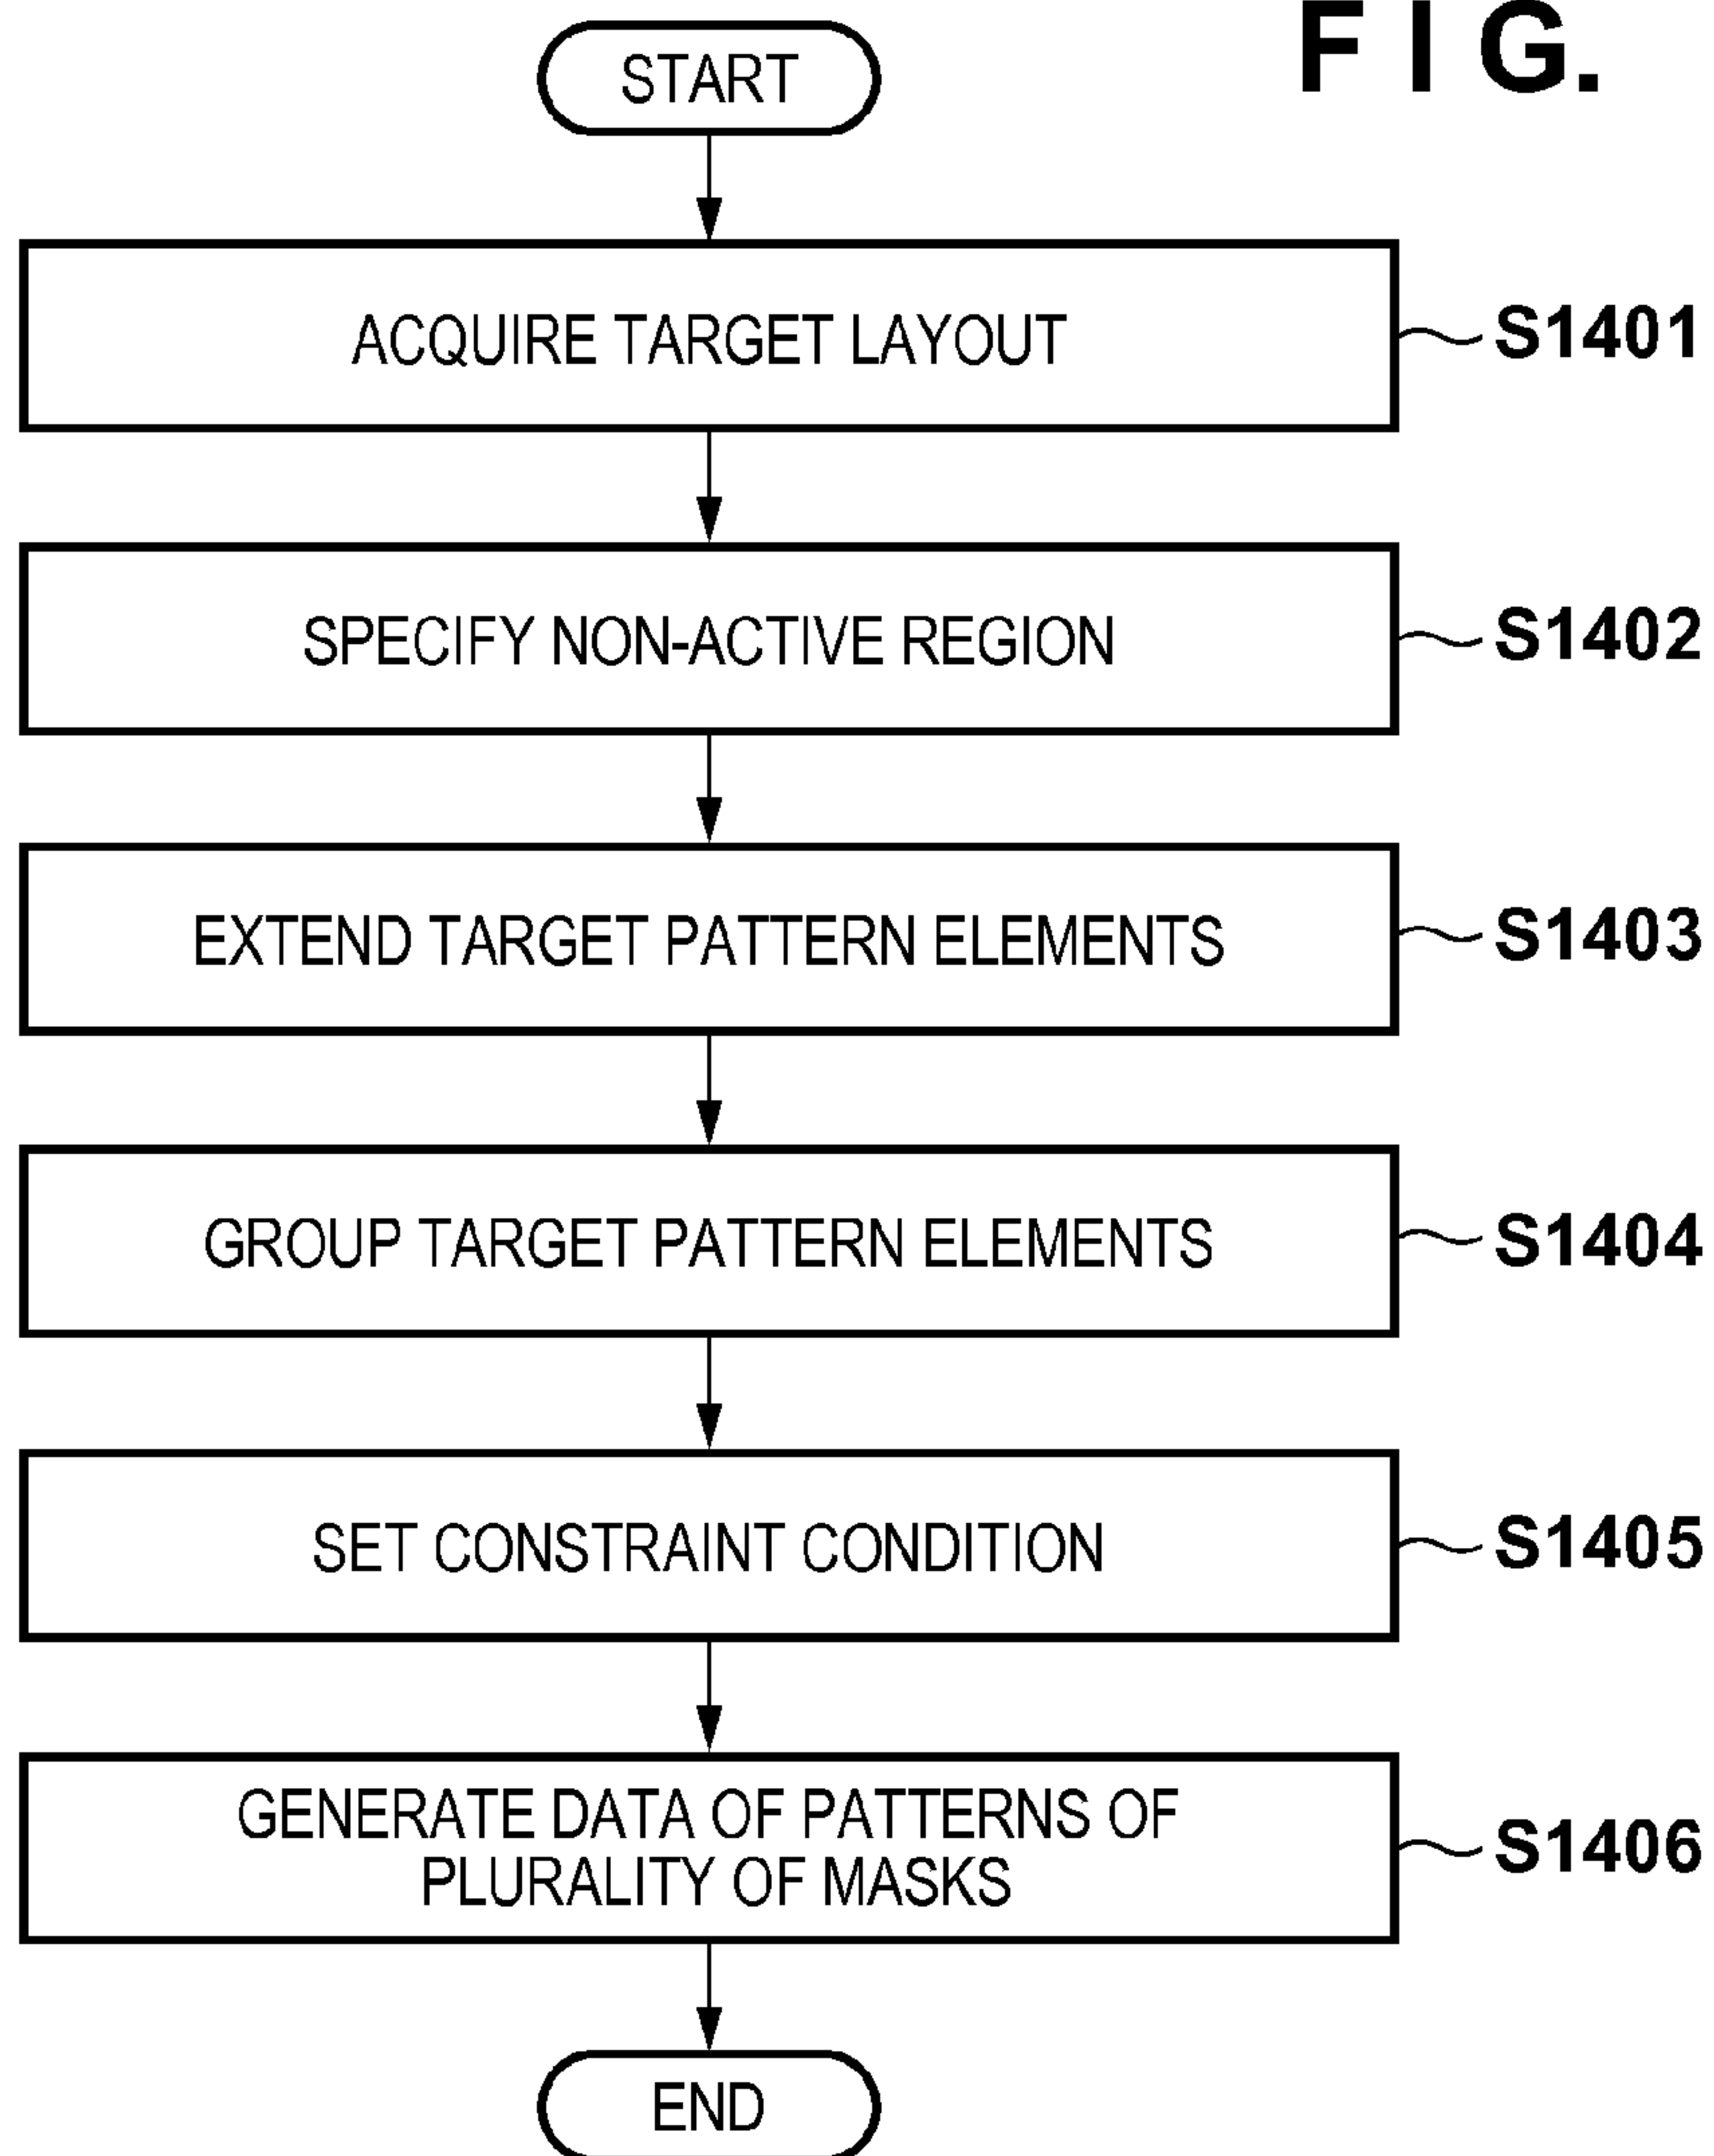 FIG.
START
ACQUIRE TARGET LAYOUT
S1401
SPECIFY NON-ACTIVE REGION
S1402
EXTEND TARGET PATTERN ELEMENTS
S1403
GROUP TARGET PATTERN ELEMENTS
S1404
SET CONSTRAINT CONDITION
S1405
GENERATE DATA OF PATTERNS OF
PLURALITY OF MASKS
S1406
END